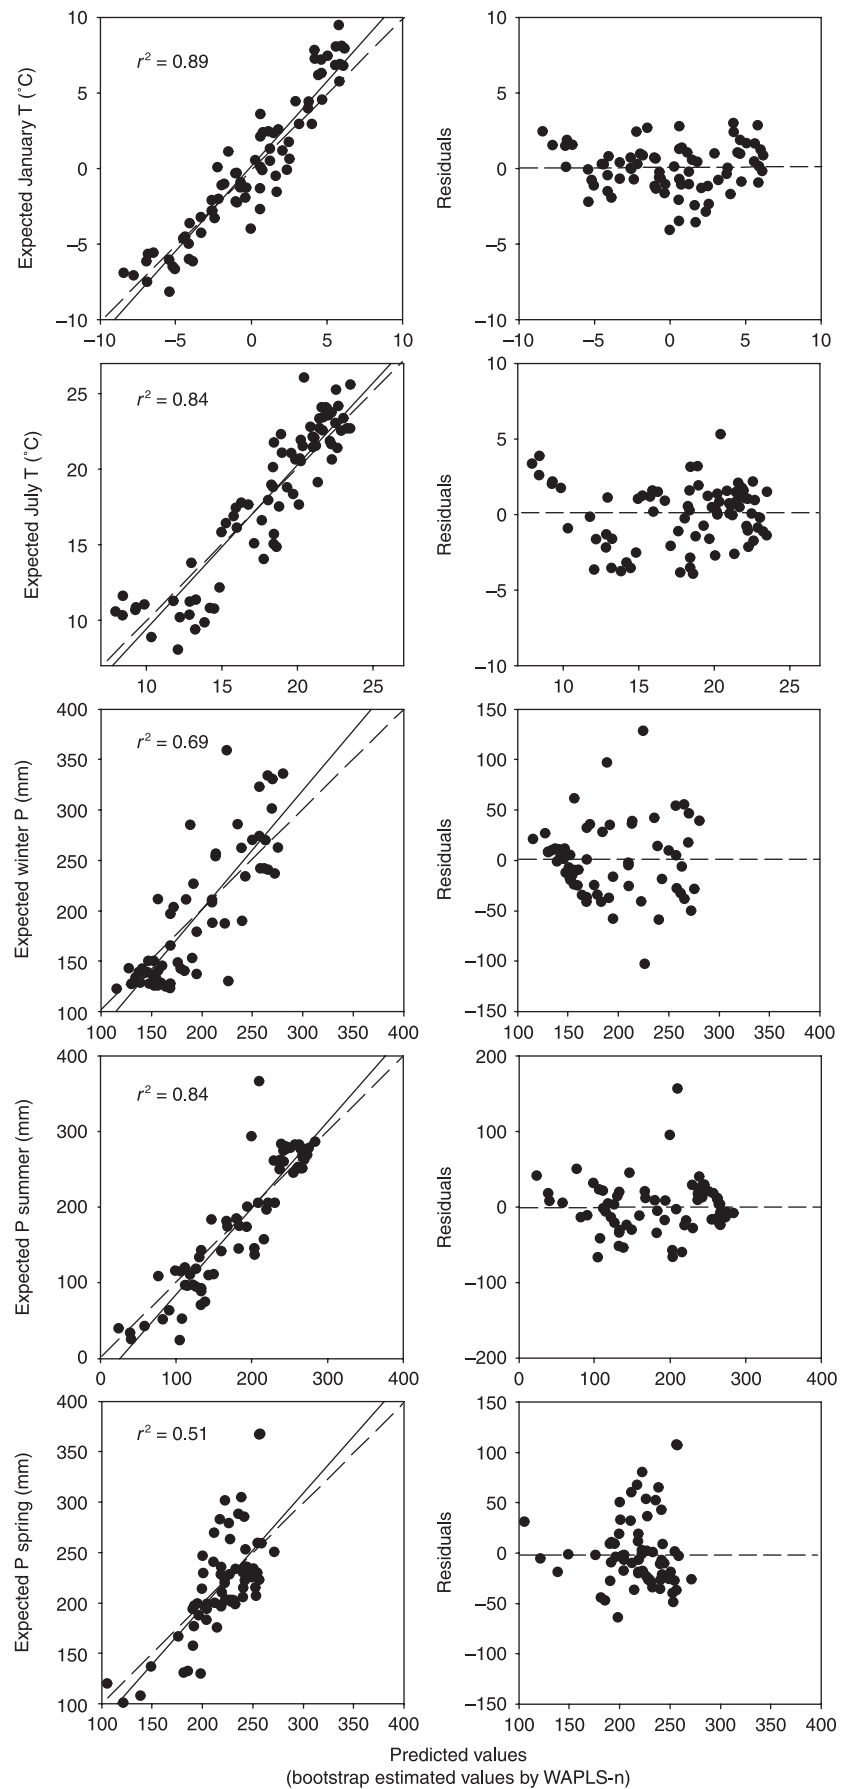 10
5
0
–5
–10
–10 –5 0 5 10
Expected January T (˚C)
r² = 0.89
10
5
0
–5
–10
–10 –5 0 5 10
Residuals
25
20
15
10
10 15 20 25
Expected July T (˚C)
r² = 0.84
10
5
0
–5
–10
10 15 20 25
Residuals
400
350
300
250
200
150
100
100 150 200 250 300 350 400
Expected winter P (mm)
r² = 0.69
150
100
50
0
–50
–100
–150
100 150 200 250 300 350 400
Residuals
400
300
200
100
0
0 100 200 300 400
Expected P summer (mm)
r² = 0.84
200
100
0
–100
–200
0 100 200 300 400
Residuals
400
350
300
250
200
150
100
100 150 200 250 300 350 400
Expected P spring (mm)
r² = 0.51
150
100
50
0
–50
–100
–150
100 150 200 250 300 350 400
Residuals
Predicted values
(bootstrap estimated values by WAPLS-n)